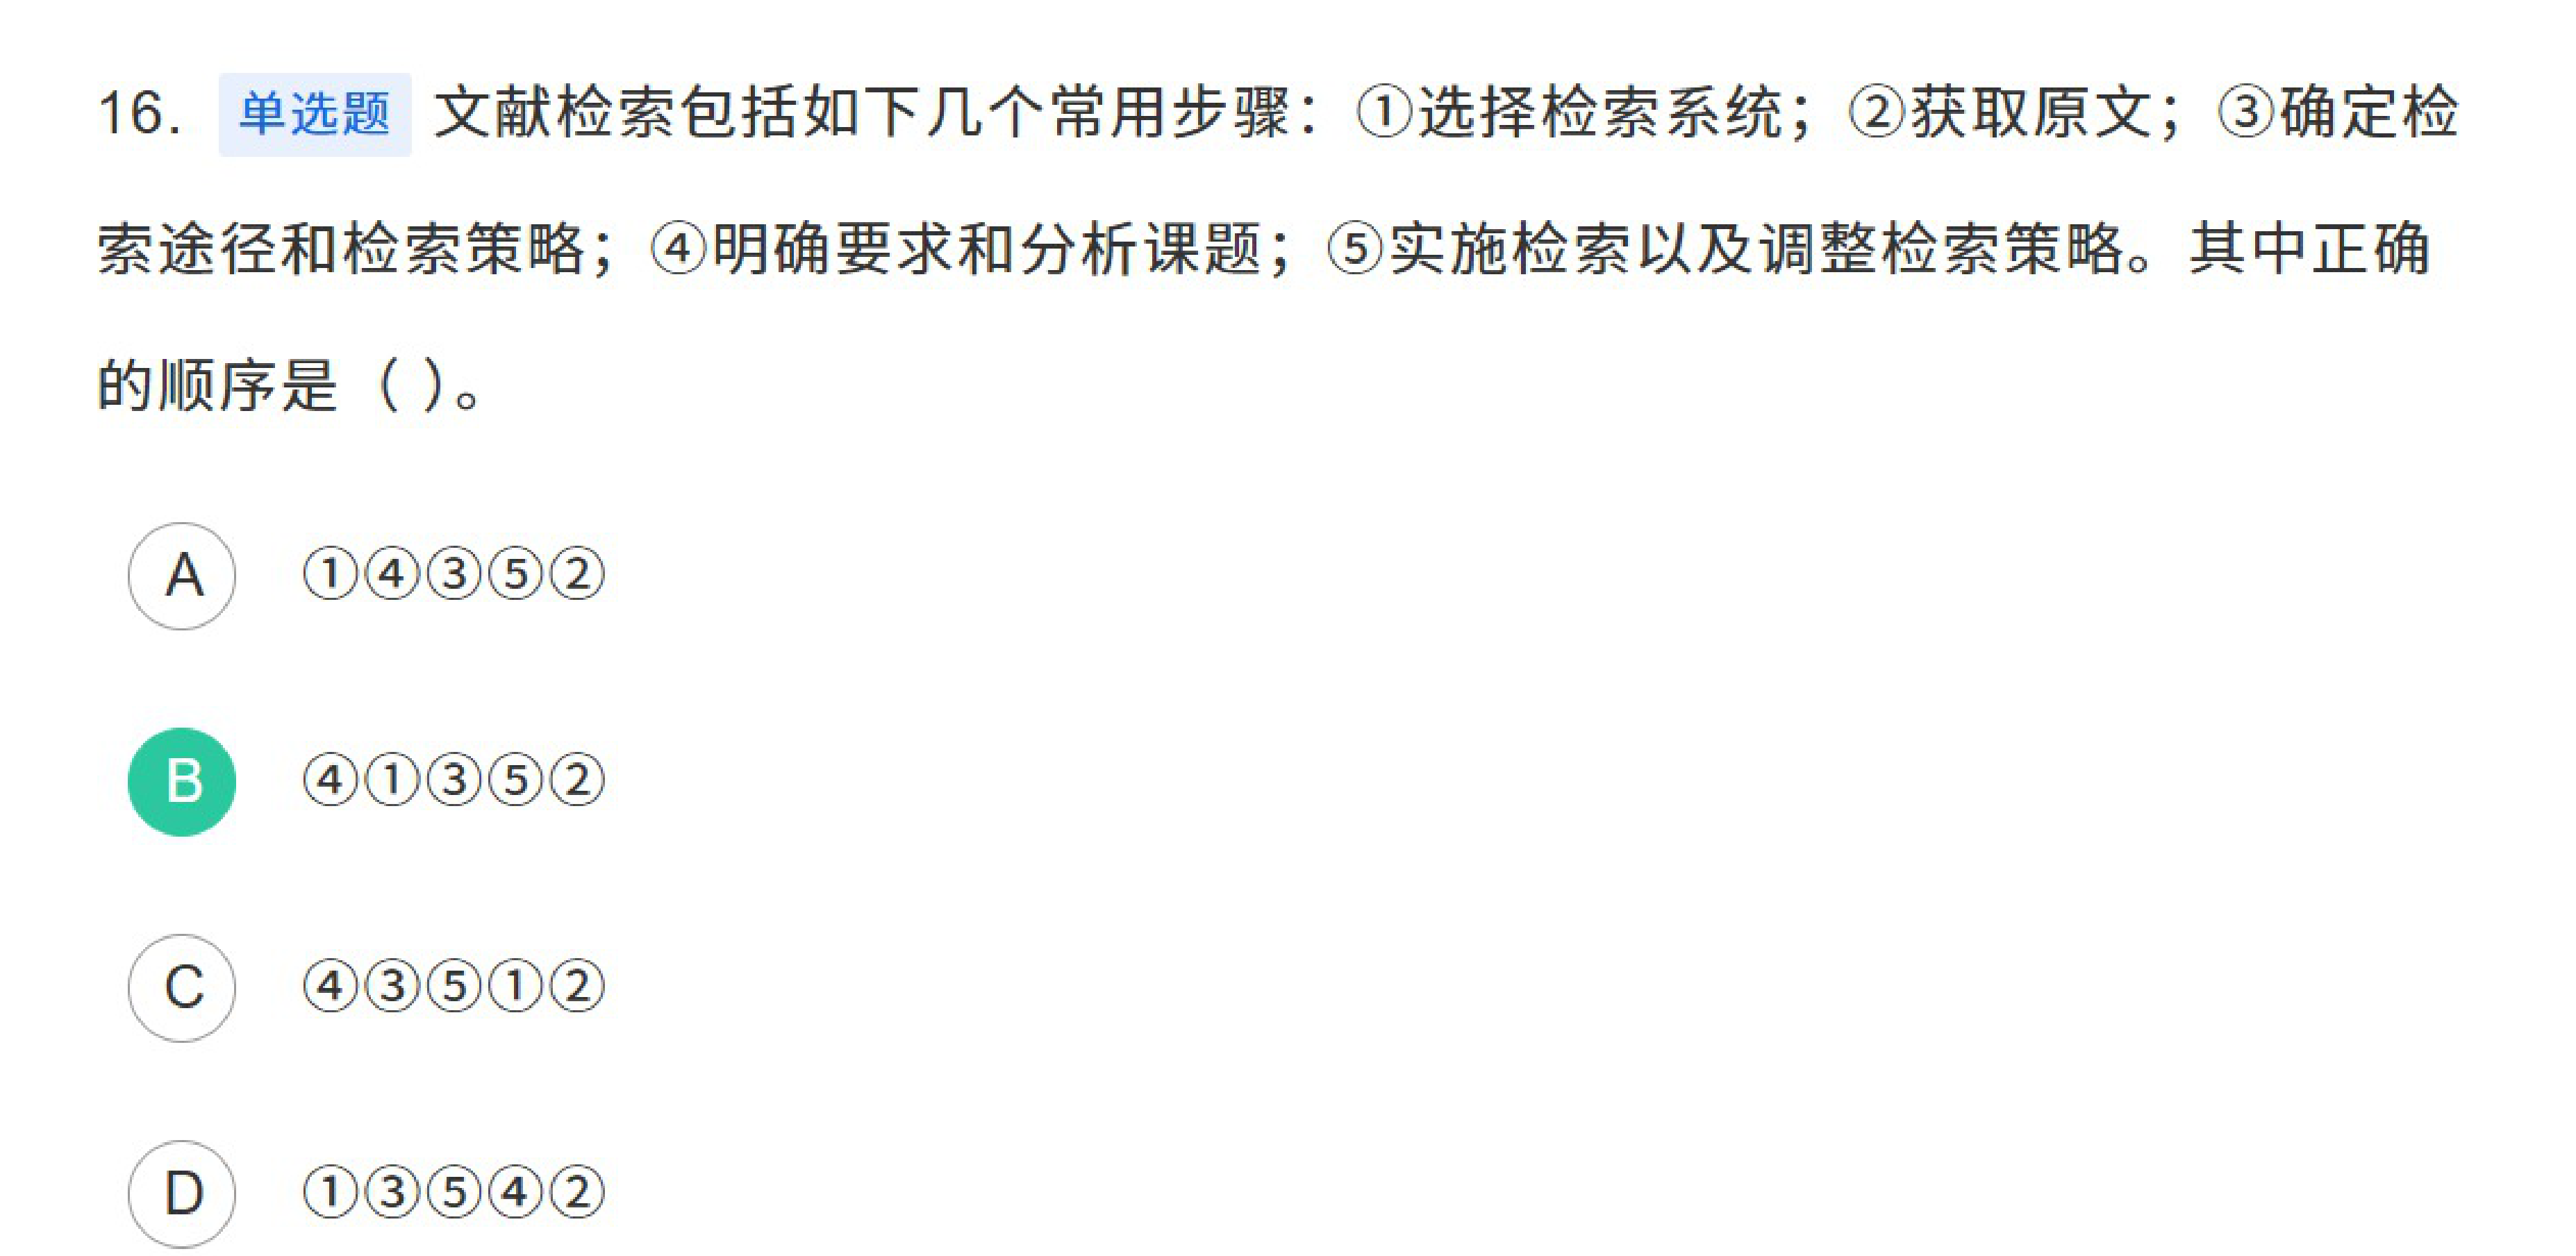 16. 单选题 文献检索包括如下几个常用步骤：①选择检索系统；②获取原文；③确定检
索途径和检索策略；④明确要求和分析课题；⑤实施检索以及调整检索策略。其中正确
的顺序是（ ）。
A ①④③⑤②
B ④①③⑤②
C ④③⑤①②
D ①③⑤④②